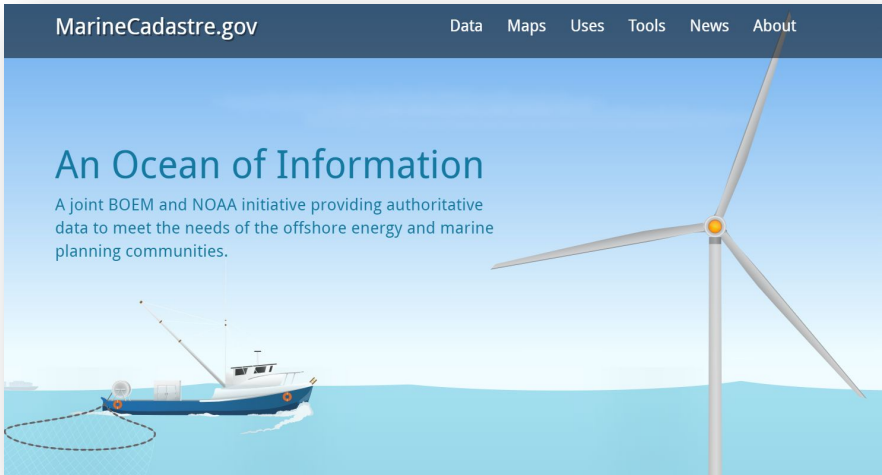 MarineCadastre.gov
Data Maps Uses Tools News About
An Ocean of Information
A joint BOEM and NOAA initiative providing authoritative
data to meet the needs of the offshore energy and marine
planning communities.